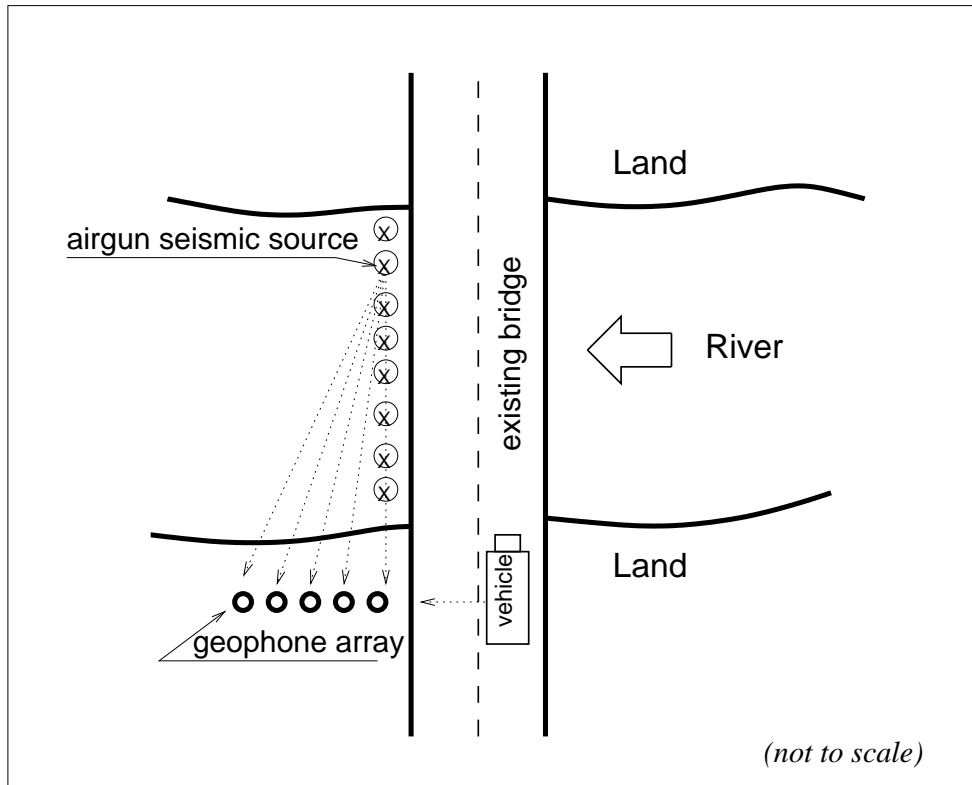 Land
X
airgun seismic source
X
X
X
X
X
X
X
existing bridge
River
Land
vehicle
geophone array
(not to scale)